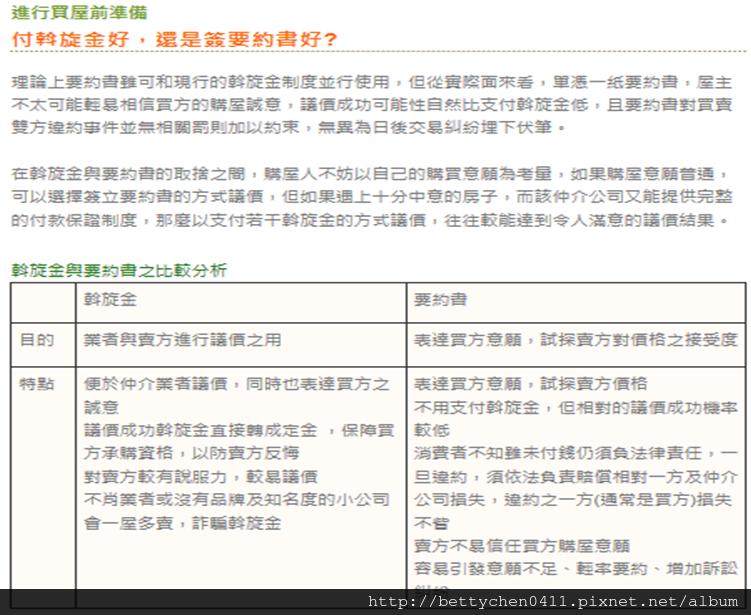 進行買屋前準備
付斡旋金好，還是簽要約書好?
理論上要約書雖可和現行的斡旋金制度並行使用，但從實際面來看，單憑一紙要約書，屋主
不太可能輕易相信買方的購屋誠意，議價成功可能性自然比支付斡旋金低，且要約書對買賣
雙方違約事件並無相關罰則加以約束，無異為日後交易糾紛埋下伏筆。
在斡旋金與要約書的取捨之間，購屋人不妨以自己的購買意願為考量，如果購屋意願普通，
可以選擇簽立要約書的方式議價，但如果遇上十分中意的房子，而該仲介公司又能提供完整
的付款保證制度，那麼以支付若干斡旋金的方式議價，往往較能達到令人滿意的議價結果。
斡旋金與要約書之比較分析
斡旋金
要約書
目的
業者與賣方進行議價之用
表達買方意願，試探賣方對價格之接受度
特點
便於仲介業者議價，同時也表達買方之
誠意
議價成功斡旋金直接轉成定金 ，保障買
方承購資格，以防賣方反悔
對賣方較有說服力，較易議價
不肖業者或沒有品牌及知名度的小公司
會一屋多賣，詐騙斡旋金
表達買方意願，試探賣方價格
不用支付斡旋金，但相對的議價成功機率
較低
消費者不知雖未付錢仍須負法律責任，一
旦違約，須依法負責賠償相對一方及仲介
公司損失，違約之一方(通常是買方)損失
不眥
賣方不易信任買方購屋意願
容易引發意願不足、輕率要約、增加訴訟
http://bettychen0411.pixnet.net/album